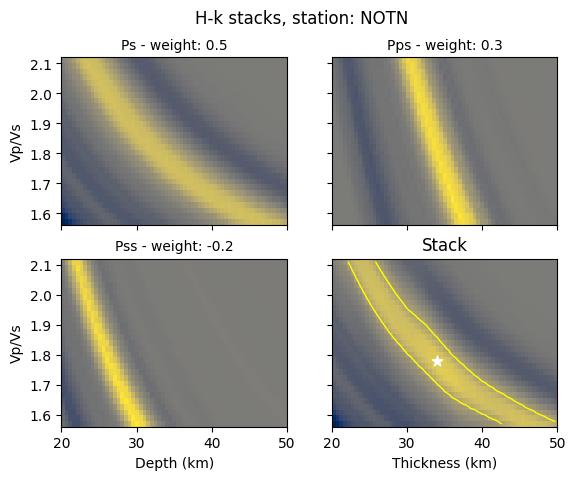 H-k stacks, station: NOTN
Ps - weight: 0.5
Pps - weight: 0.3
2.1
2.0
1.9
1.8
1.7
1.6
Vp/Vs
Pss - weight: -0.2
Stack
2.1
2.0
1.9
1.8
1.7
1.6
Vp/Vs
20 30 40 50
20 30 40 50
Depth (km)
Thickness (km)